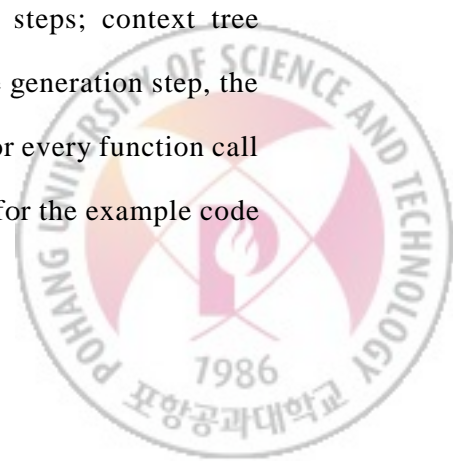 steps; context tree
generation step, the
or every function call
for the example code
POHANG UNIVERSITY OF SCIENCE AND TECHNOLOGY
1986
포항공과대학교